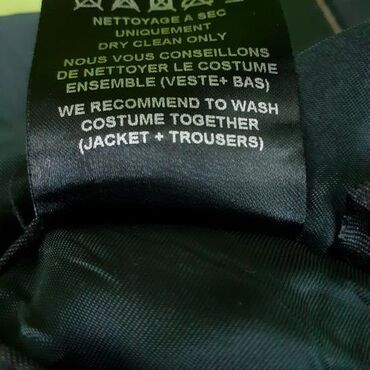 NETTOYAGE A SEC
UNIQUEMENT
DRY CLEAN ONLY
NOUS VOUS CONSEILLONS
DE NETTOYER LE COSTUME
ENSEMBLE (VESTE+ BAS)
WE RECOMMEND TO WASH
COSTUME TOGETHER
(JACKET + TROUSERS)